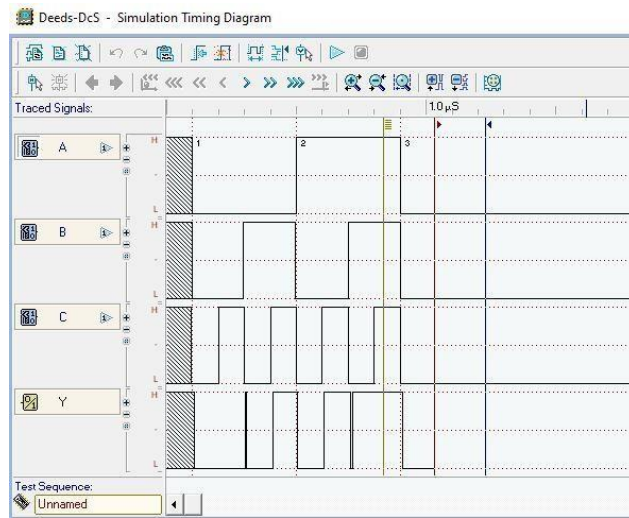 Deeds-DcS - Simulation Timing Diagram
Traced Signals:
1.0 µS
A
H
L
1
2
3
B
H
L
C
H
L
Y
H
L
Test Sequence:
Unnamed